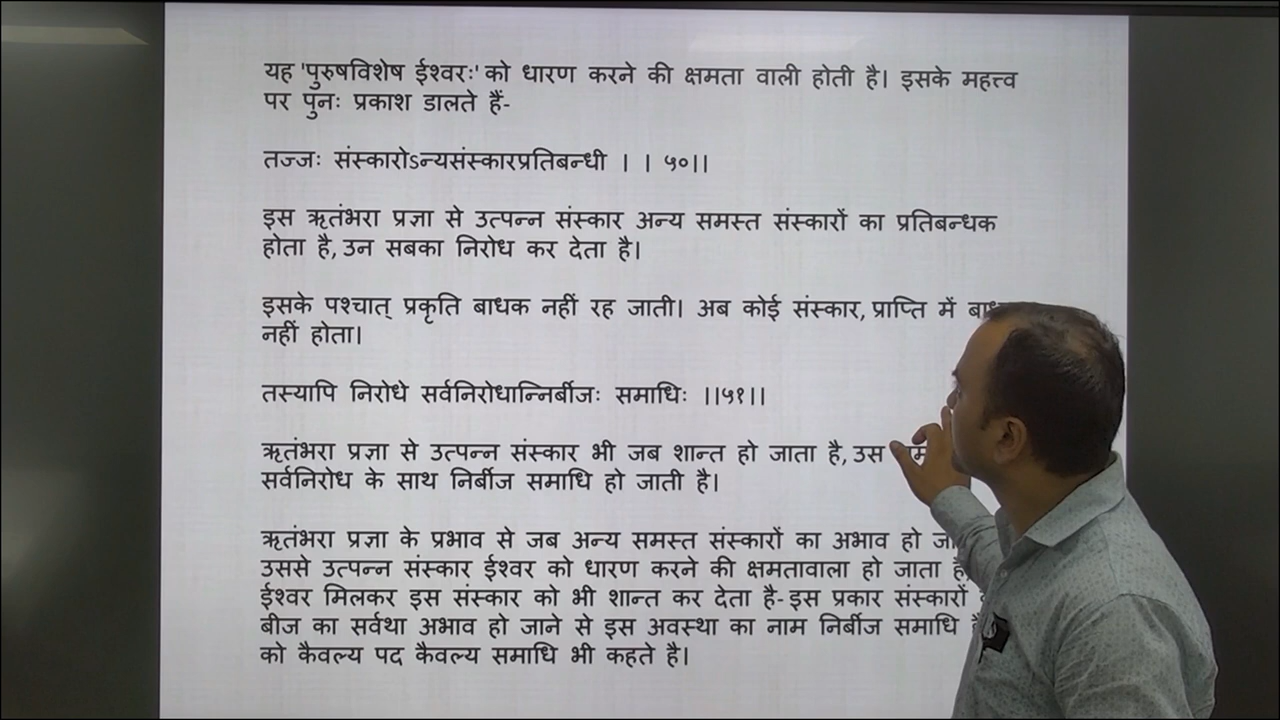 यह 'पुरुषविशेष ईश्वरः' को धारण करने की क्षमता वाली होती है। इसके महत्त्व
पर पुनः प्रकाश डालते हैं-
तज्जः संस्कारोऽन्यसंस्कारप्रतिबन्धी । । ५०।।
इस ऋतंभरा प्रज्ञा से उत्पन्न संस्कार अन्य समस्त संस्कारों का प्रतिबन्धक
होता है, उन सबका निरोध कर देता है।
इसके पश्चात् प्रकृति बाधक नहीं रह जाती। अब कोई संस्कार, प्राप्ति में
नहीं होता।
तस्यापि निरोधे सर्वनिरोधान्निर्बीजः समाधिः ।।५१।।
ऋतंभरा प्रज्ञा से उत्पन्न संस्कार भी जब शान्त हो जाता है, उस
सर्वनिरोध के साथ निर्बीज समाधि हो जाती है।
ऋतंभरा प्रज्ञा के प्रभाव से जब अन्य समस्त संस्कारों का अभाव हो
उससे उत्पन्न संस्कार ईश्वर को धारण करने की क्षमतावाला हो जाता
ईश्वर मिलकर इस संस्कार को भी शान्त कर देता है- इस प्रकार संस्कारों
बीज का सर्वथा अभाव हो जाने से इस अवस्था का नाम निर्बीज समाधि
को कैवल्य पद कैवल्य समाधि भी कहते है।